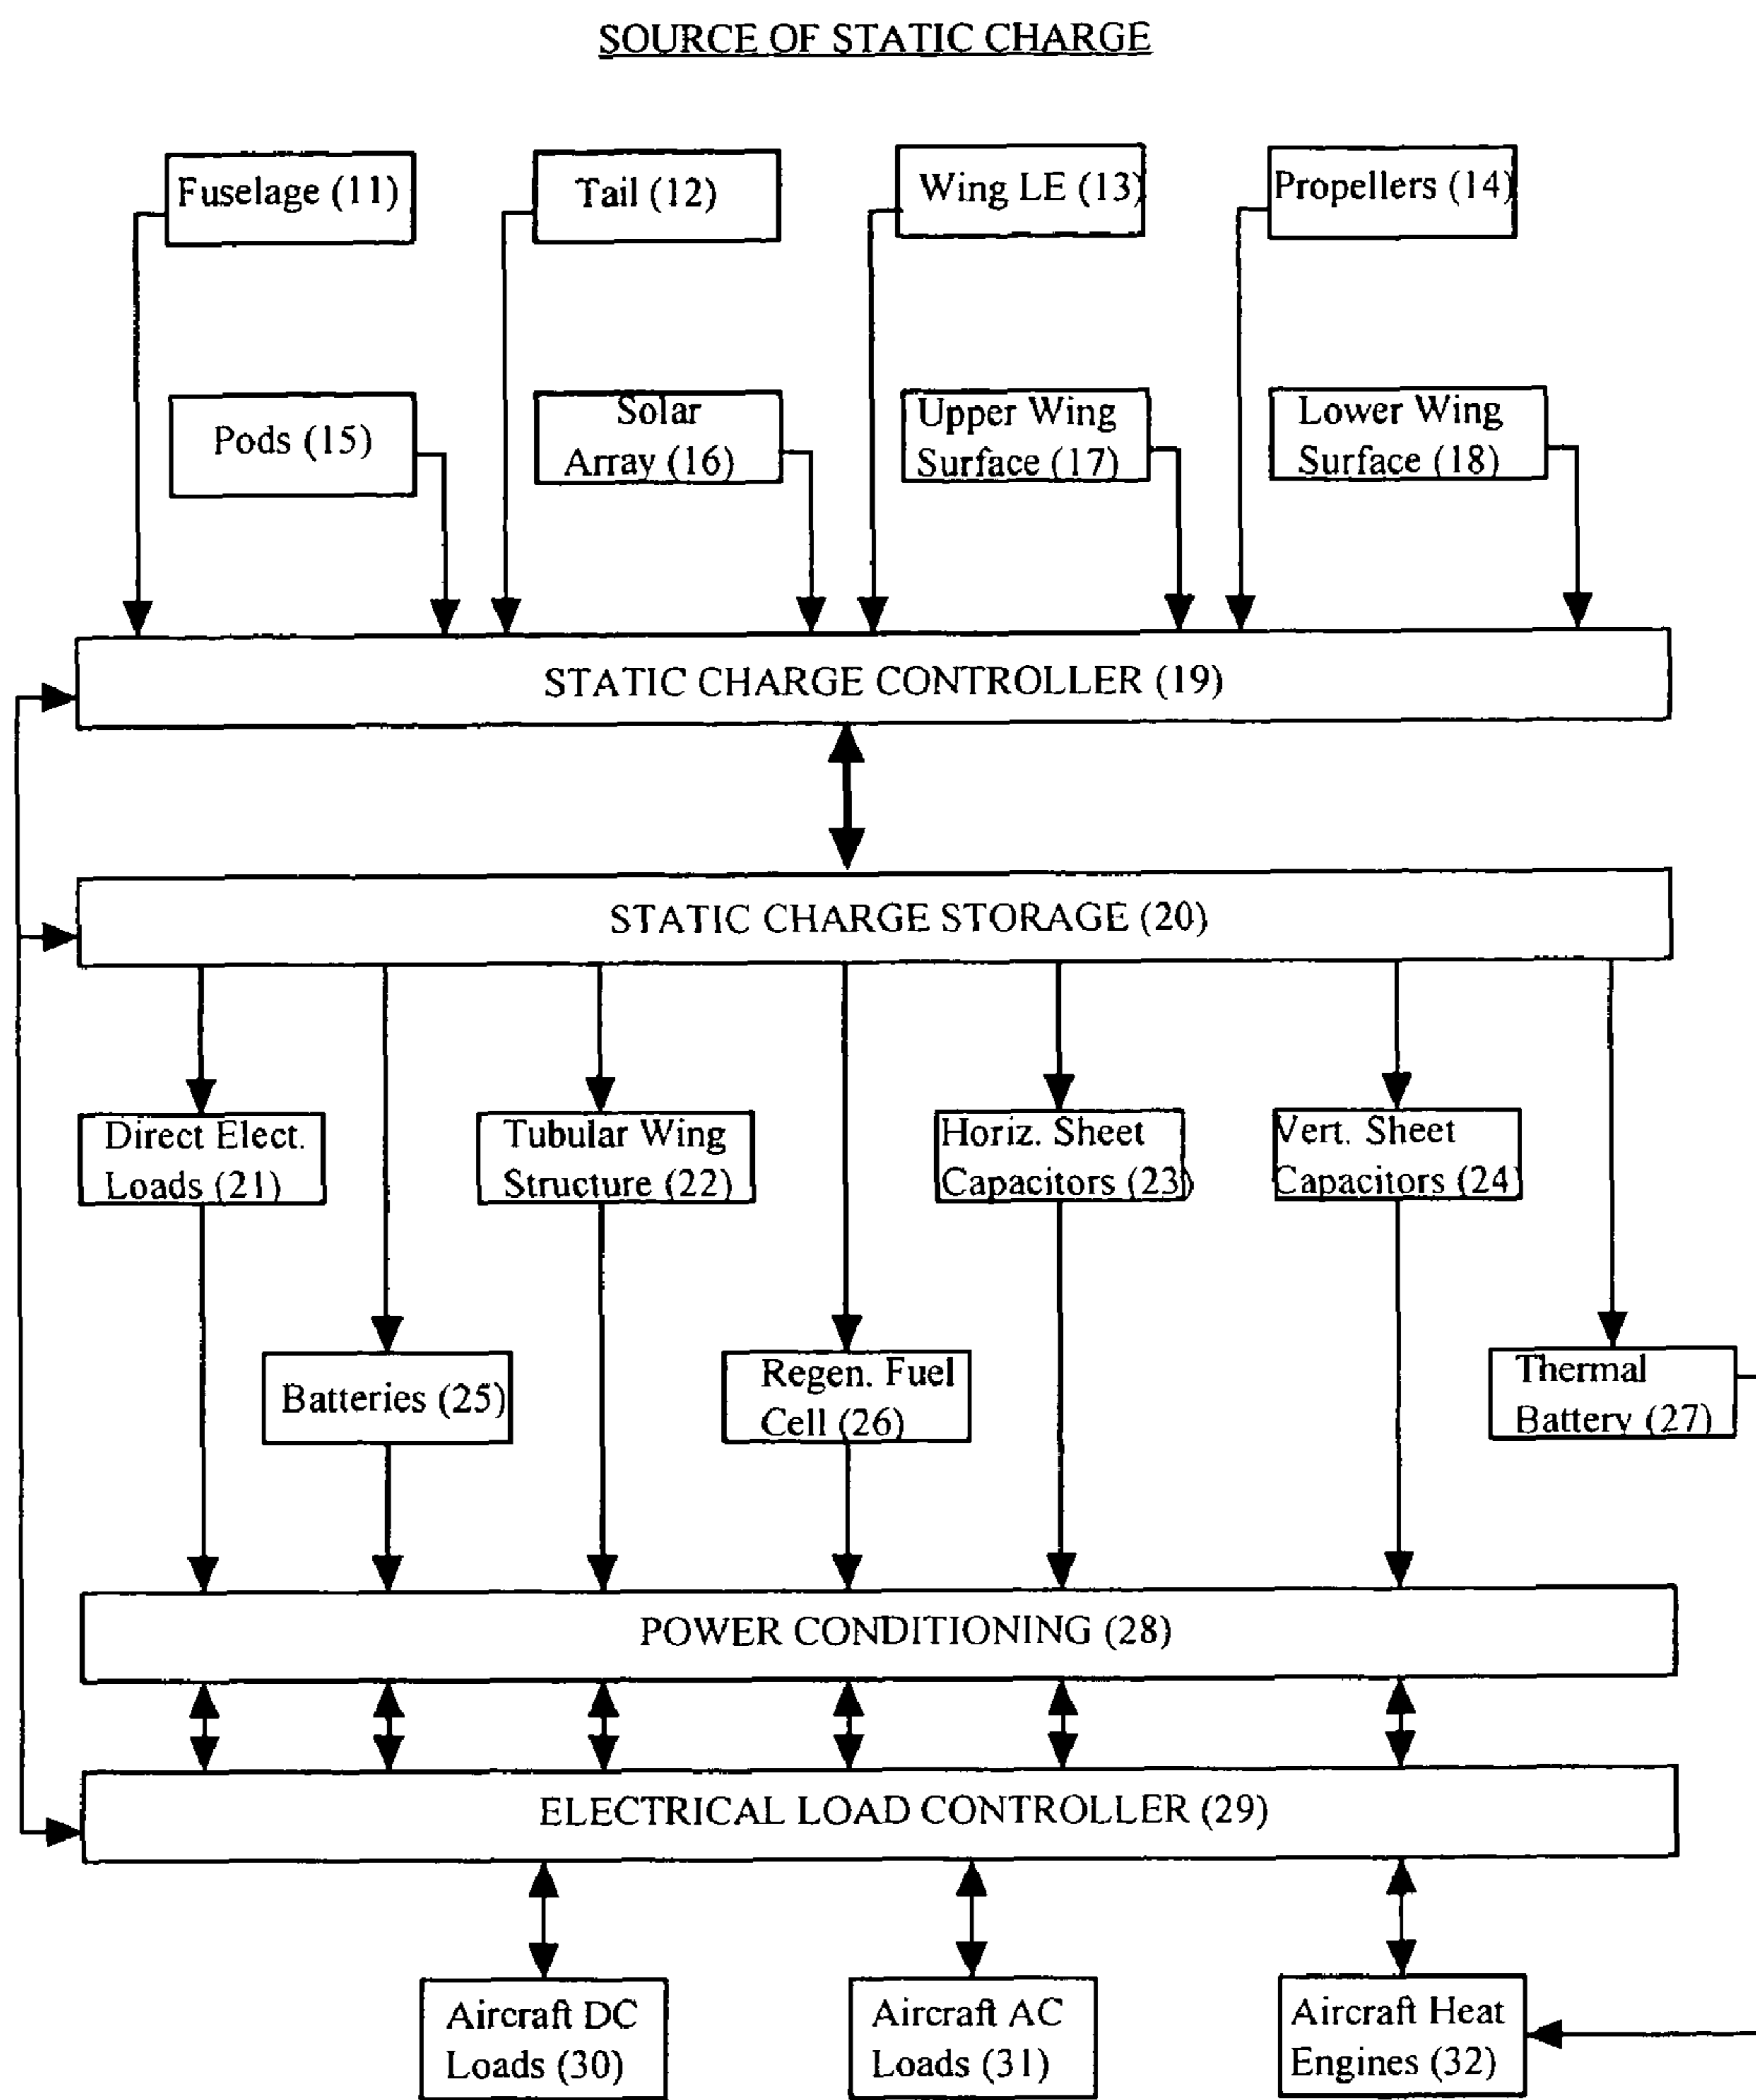 SOURCE OF STATIC CHARGE
Fuselage (11)
Tail (12)
Wing LE (13)
Propellers (14)
Pods (15)
Solar
Array (16)
Upper Wing
Surface (17)
Lower Wing
Surface (18)
STATIC CHARGE CONTROLLER (19)
STATIC CHARGE STORAGE (20)
Direct Elect.
Loads (21)
Tubular Wing
Structure (22)
Horiz. Sheet
Capacitors (23)
Vert. Sheet
Capacitors (24)
Batteries (25)
Regen. Fuel
Cell (26)
Thermal
Battery (27)
POWER CONDITIONING (28)
ELECTRICAL LOAD CONTROLLER (29)
Aircraft DC
Loads (30)
Aircraft AC
Loads (31)
Aircraft Heat
Engines (32)